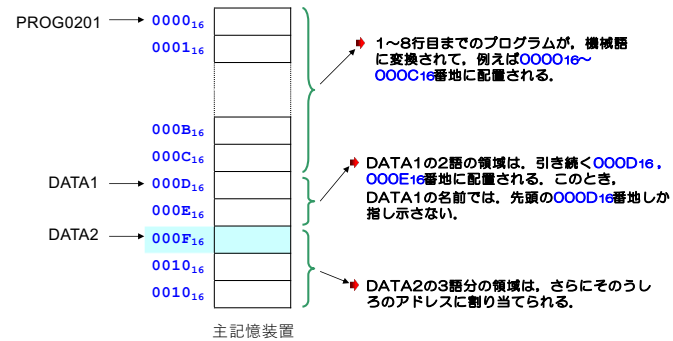 PROG0201
0000₁₆
0001₁₆
000B₁₆
000C₁₆
DATA1
000D₁₆
000E₁₆
DATA2
000F₁₆
0010₁₆
0010₁₆
主記憶装置
1～8行目までのプログラムが，機械語
に変換されて，例えば0000₁₆～
000C₁₆番地に配置される．
DATA1の2語の領域は，引き続く000D₁₆，
000E₁₆番地に配置される．このとき，
DATA1の名前では，先頭の000D₁₆番地しか
指し示さない．
DATA2の3語分の領域は，さらにそのうし
ろのアドレスに割り当てられる．